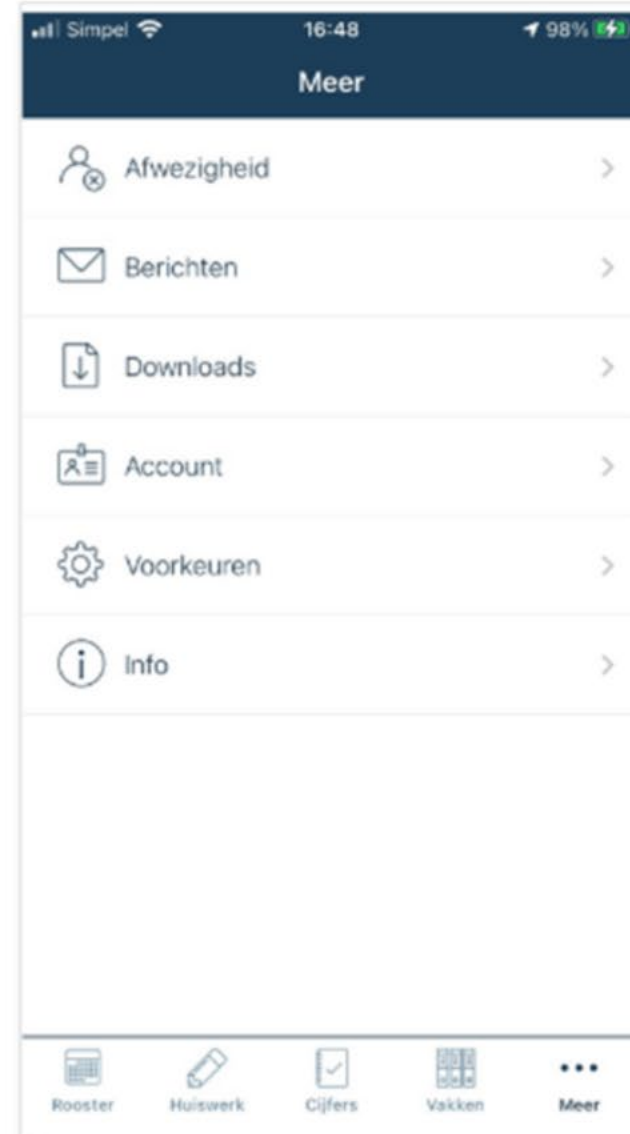 Simpel 16:48 98%
Meer
Afwezigheid
Berichten
Downloads
Account
Voorkeuren
Info
Rooster Huiswerk Cijfers Vakken Meer